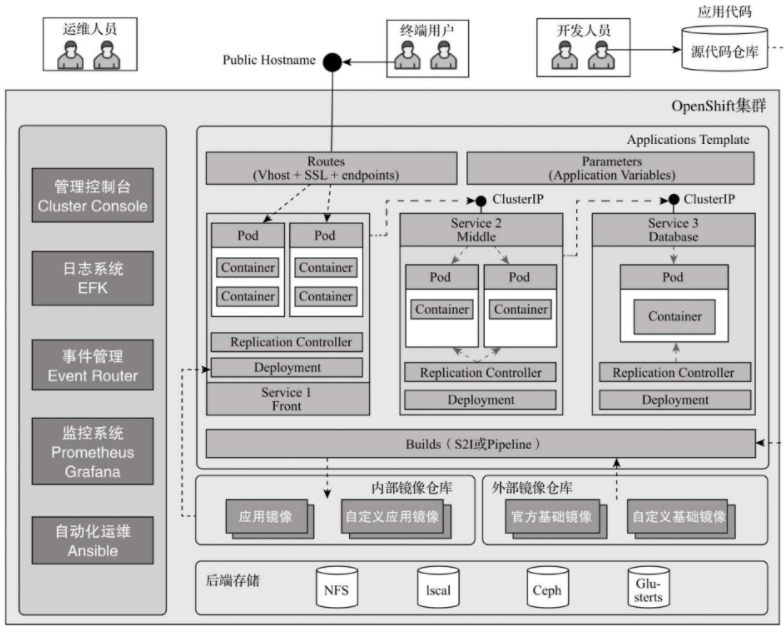 运维人员
终端用户
开发人员
应用代码
源代码仓库
Public Hostname
OpenShift集群
Applications Template
管理控制台
Cluster Console
日志系统
EFK
事件管理
Event Router
监控系统
Prometheus
Grafana
自动化运维
Ansible
Routes
(Vhost + SSL + endpoints)
Parameters
(Application Variables)
Pod
Pod
Container
Container
Container
Container
Replication Controller
Deployment
Service 1
Front
ClusterIP
Service 2
Middle
Pod
Pod
Container
Container
Replication Controller
Deployment
ClusterIP
Service 3
Database
Pod
Container
Replication Controller
Deployment
Builds（S2I或Pipeline）
内部镜像仓库
应用镜像
自定义应用镜像
外部镜像仓库
官方基础镜像
自定义基础镜像
后端存储
NFS
lscal
Ceph
Glu-
sterts